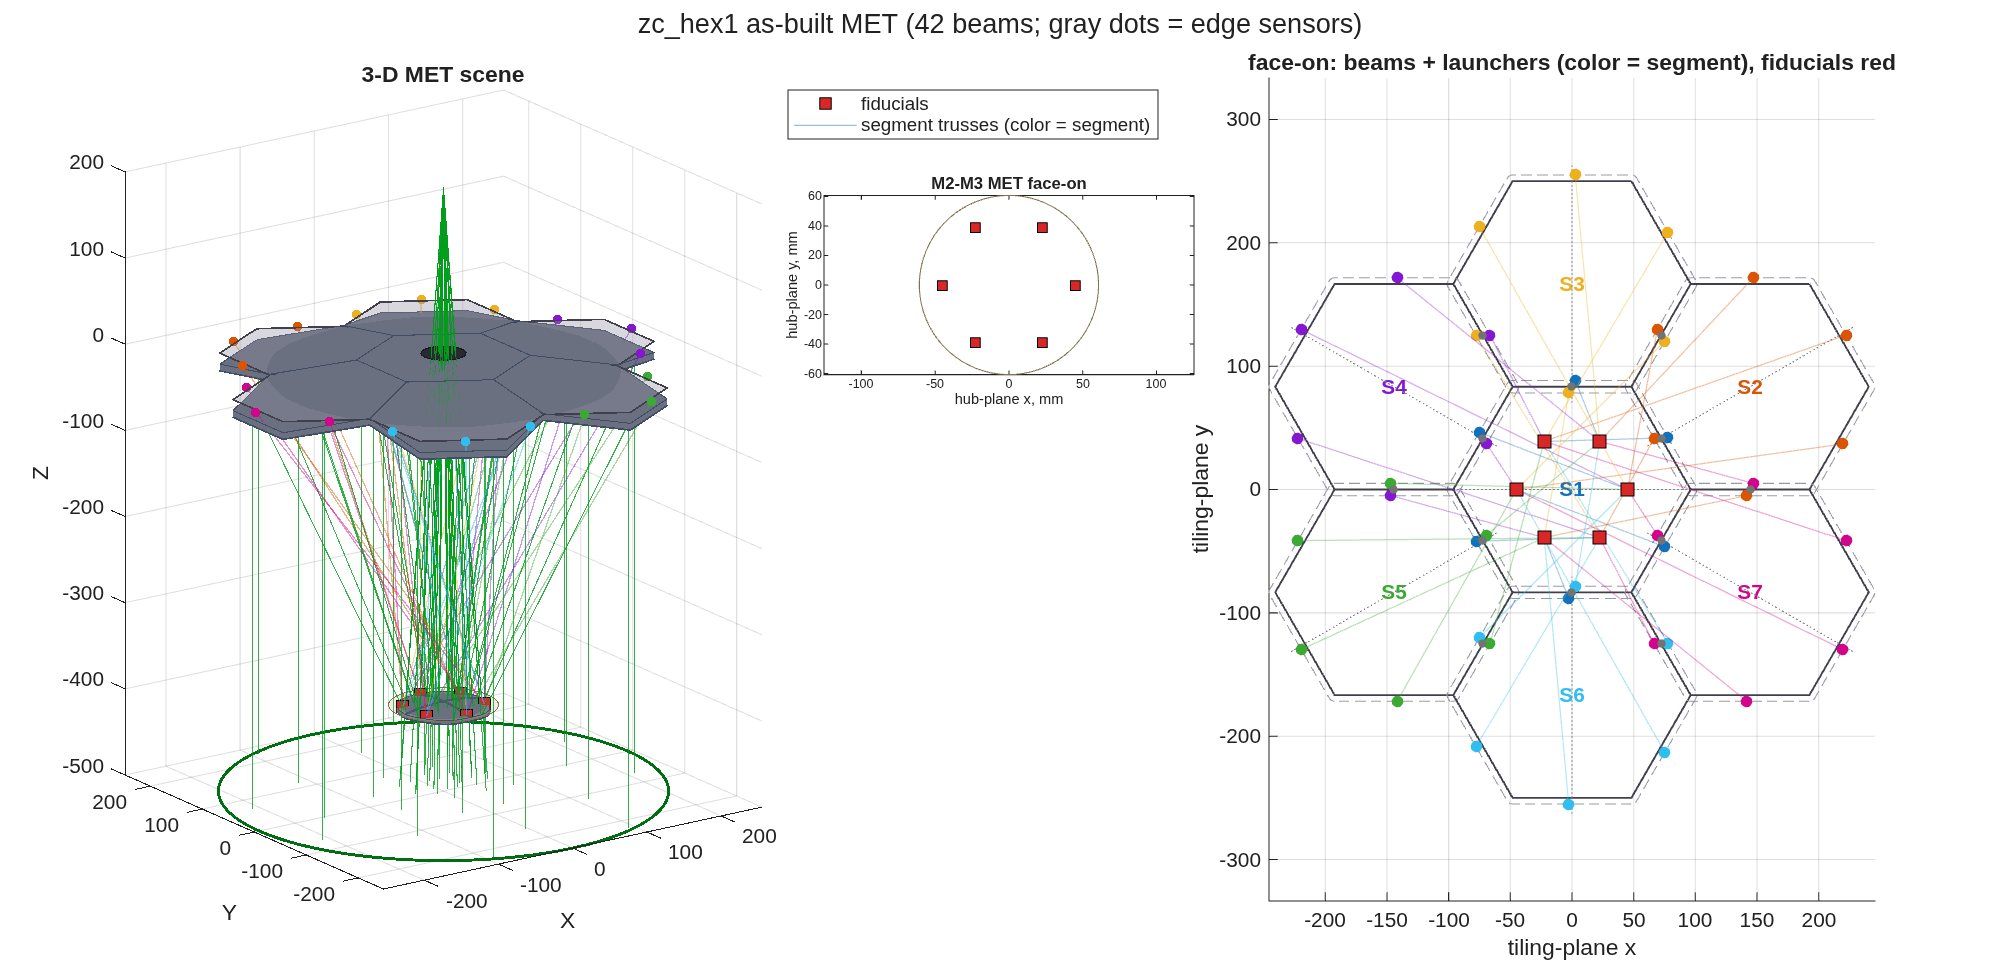 zc_hex1 as-built MET (42 beams; gray dots = edge sensors)
3-D MET scene
200
100
0
-100
-200
-300
-400
-500
Z
200
100
0
-100
-200
Y
-200
-100
0
100
200
X
fiducials
segment trusses (color = segment)
M2-M3 MET face-on
60
40
20
0
-20
-40
-60
hub-plane y, mm
-100
-50
0
50
100
hub-plane x, mm
face-on: beams + launchers (color = segment), fiducials red
300
200
100
0
-100
-200
-300
tiling-plane y
S3
S4
S2
S1
S5
S7
S6
-200
-150
-100
-50
0
50
100
150
200
tiling-plane x